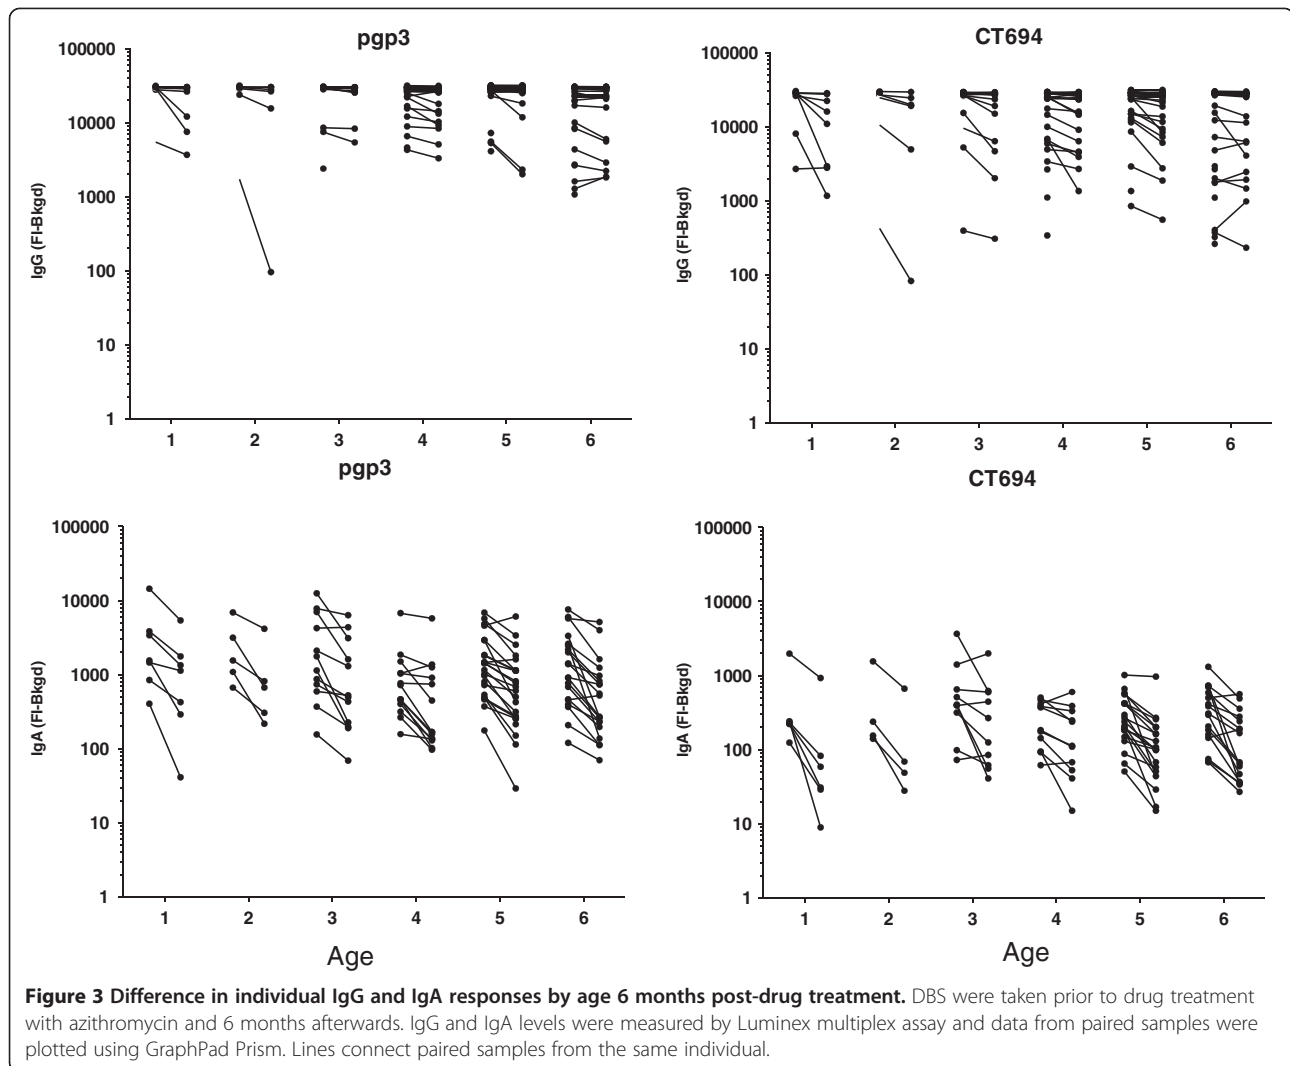 pgp3
100000
10000
1000
100
10
1
IgG (FI-Bkgd)
1 2 3 4 5 6
CT694
100000
10000
1000
100
10
1
IgG (FI-Bkgd)
1 2 3 4 5 6
pgp3
100000
10000
1000
100
10
1
IgA (FI-Bkgd)
1 2 3 4 5 6
Age
CT694
100000
10000
1000
100
10
1
IgA (FI-Bkgd)
1 2 3 4 5 6
Age
Figure 3 Difference in individual IgG and IgA responses by age 6 months post-drug treatment. DBS were taken prior to drug treatment
with azithromycin and 6 months afterwards. IgG and IgA levels were measured by Luminex multiplex assay and data from paired samples were
plotted using GraphPad Prism. Lines connect paired samples from the same individual.